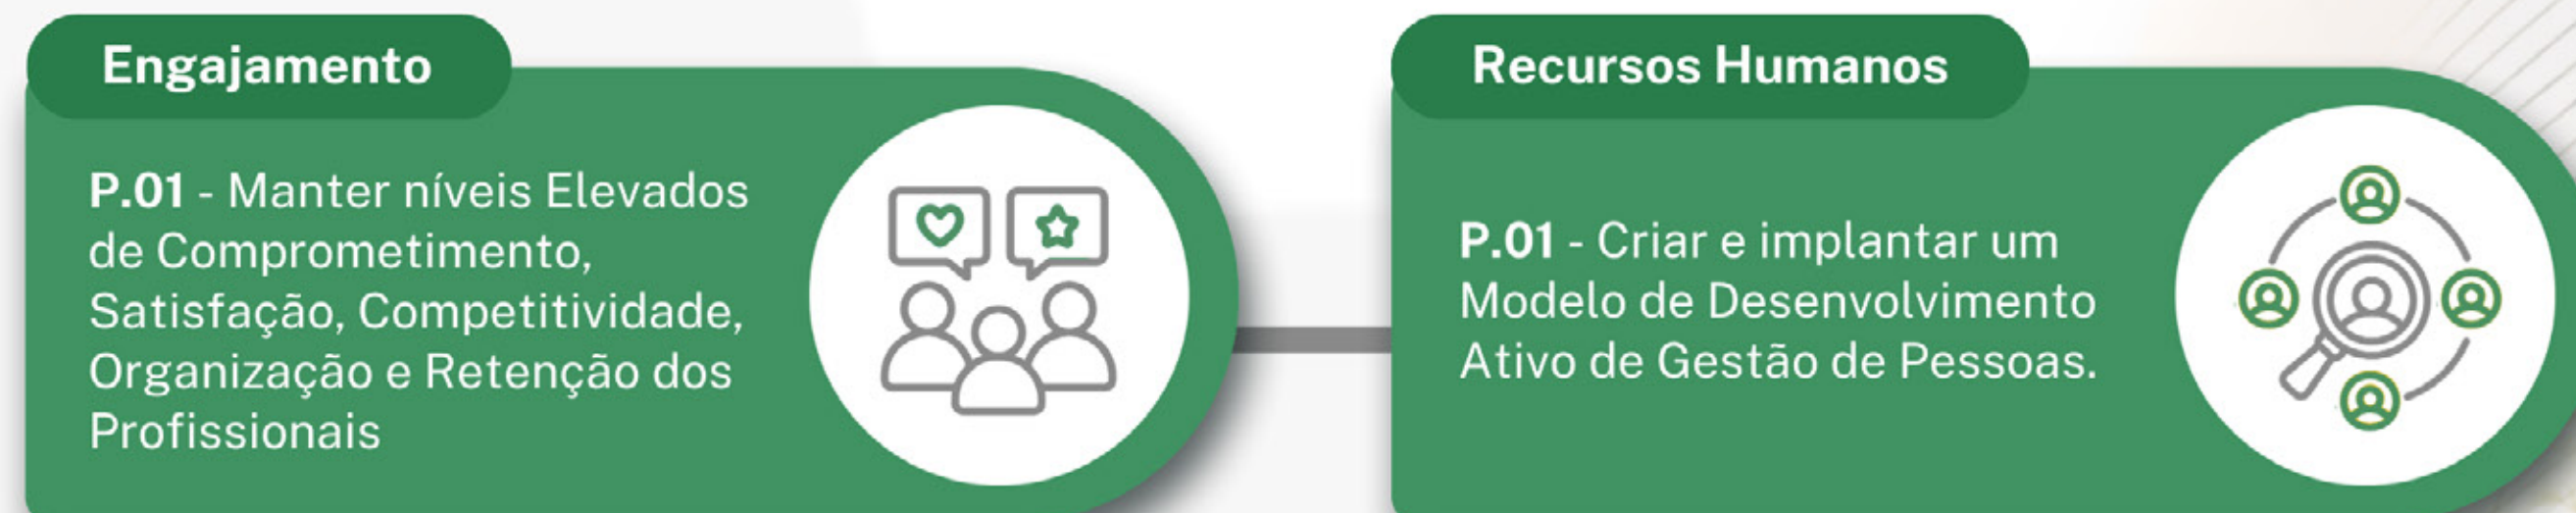 Engajamento
P.01 - Manter níveis Elevados
de Comprometimento,
Satisfação, Competitividade,
Organização e Retenção dos
Profissionais
Recursos Humanos
P.01 - Criar e implantar um
Modelo de Desenvolvimento
Ativo de Gestão de Pessoas.